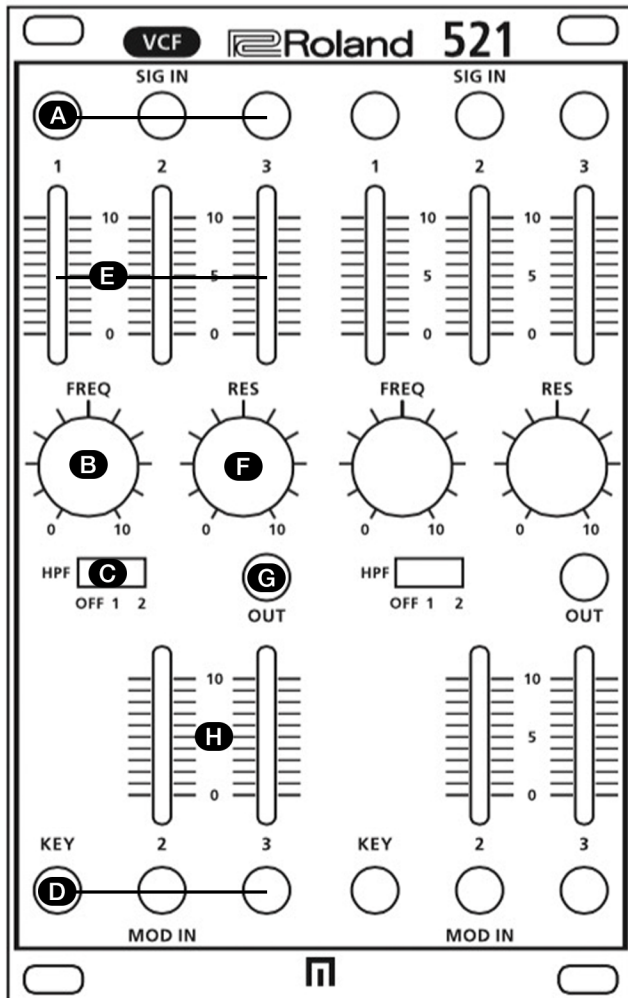 VCF Roland 521
SIG IN SIG IN
A
1 2 3 1 2 3
10 10 10 10
E 5 5 5
0 0 0 0
FREQ RES FREQ RES
B F
0 10 0 10 0 10 0 10
HPF C G HPF
OFF 1 2 OUT OFF 1 2 OUT
10 10
H 5
0 0
KEY 2 3 KEY 2 3
D
MOD IN MOD IN